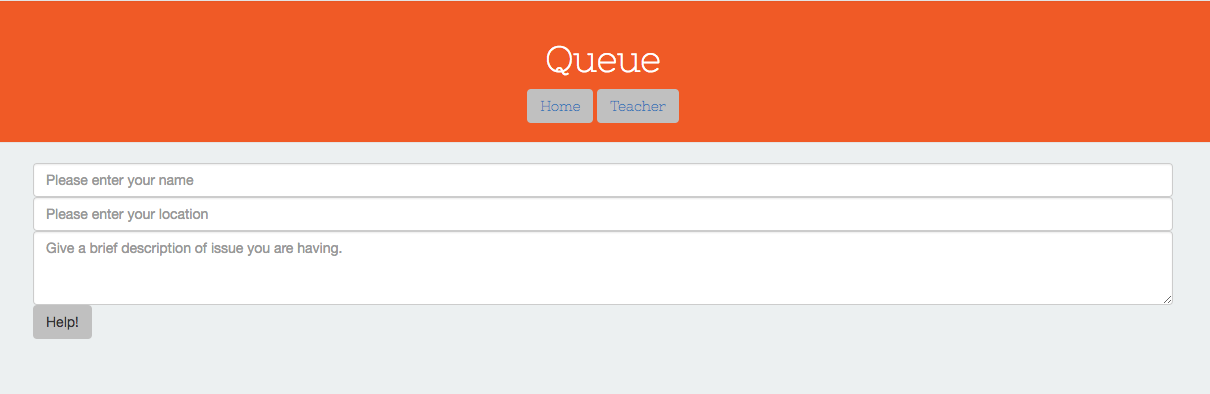 Queue
Home Teacher
Please enter your name
Please enter your location
Give a brief description of issue you are having.
Help!